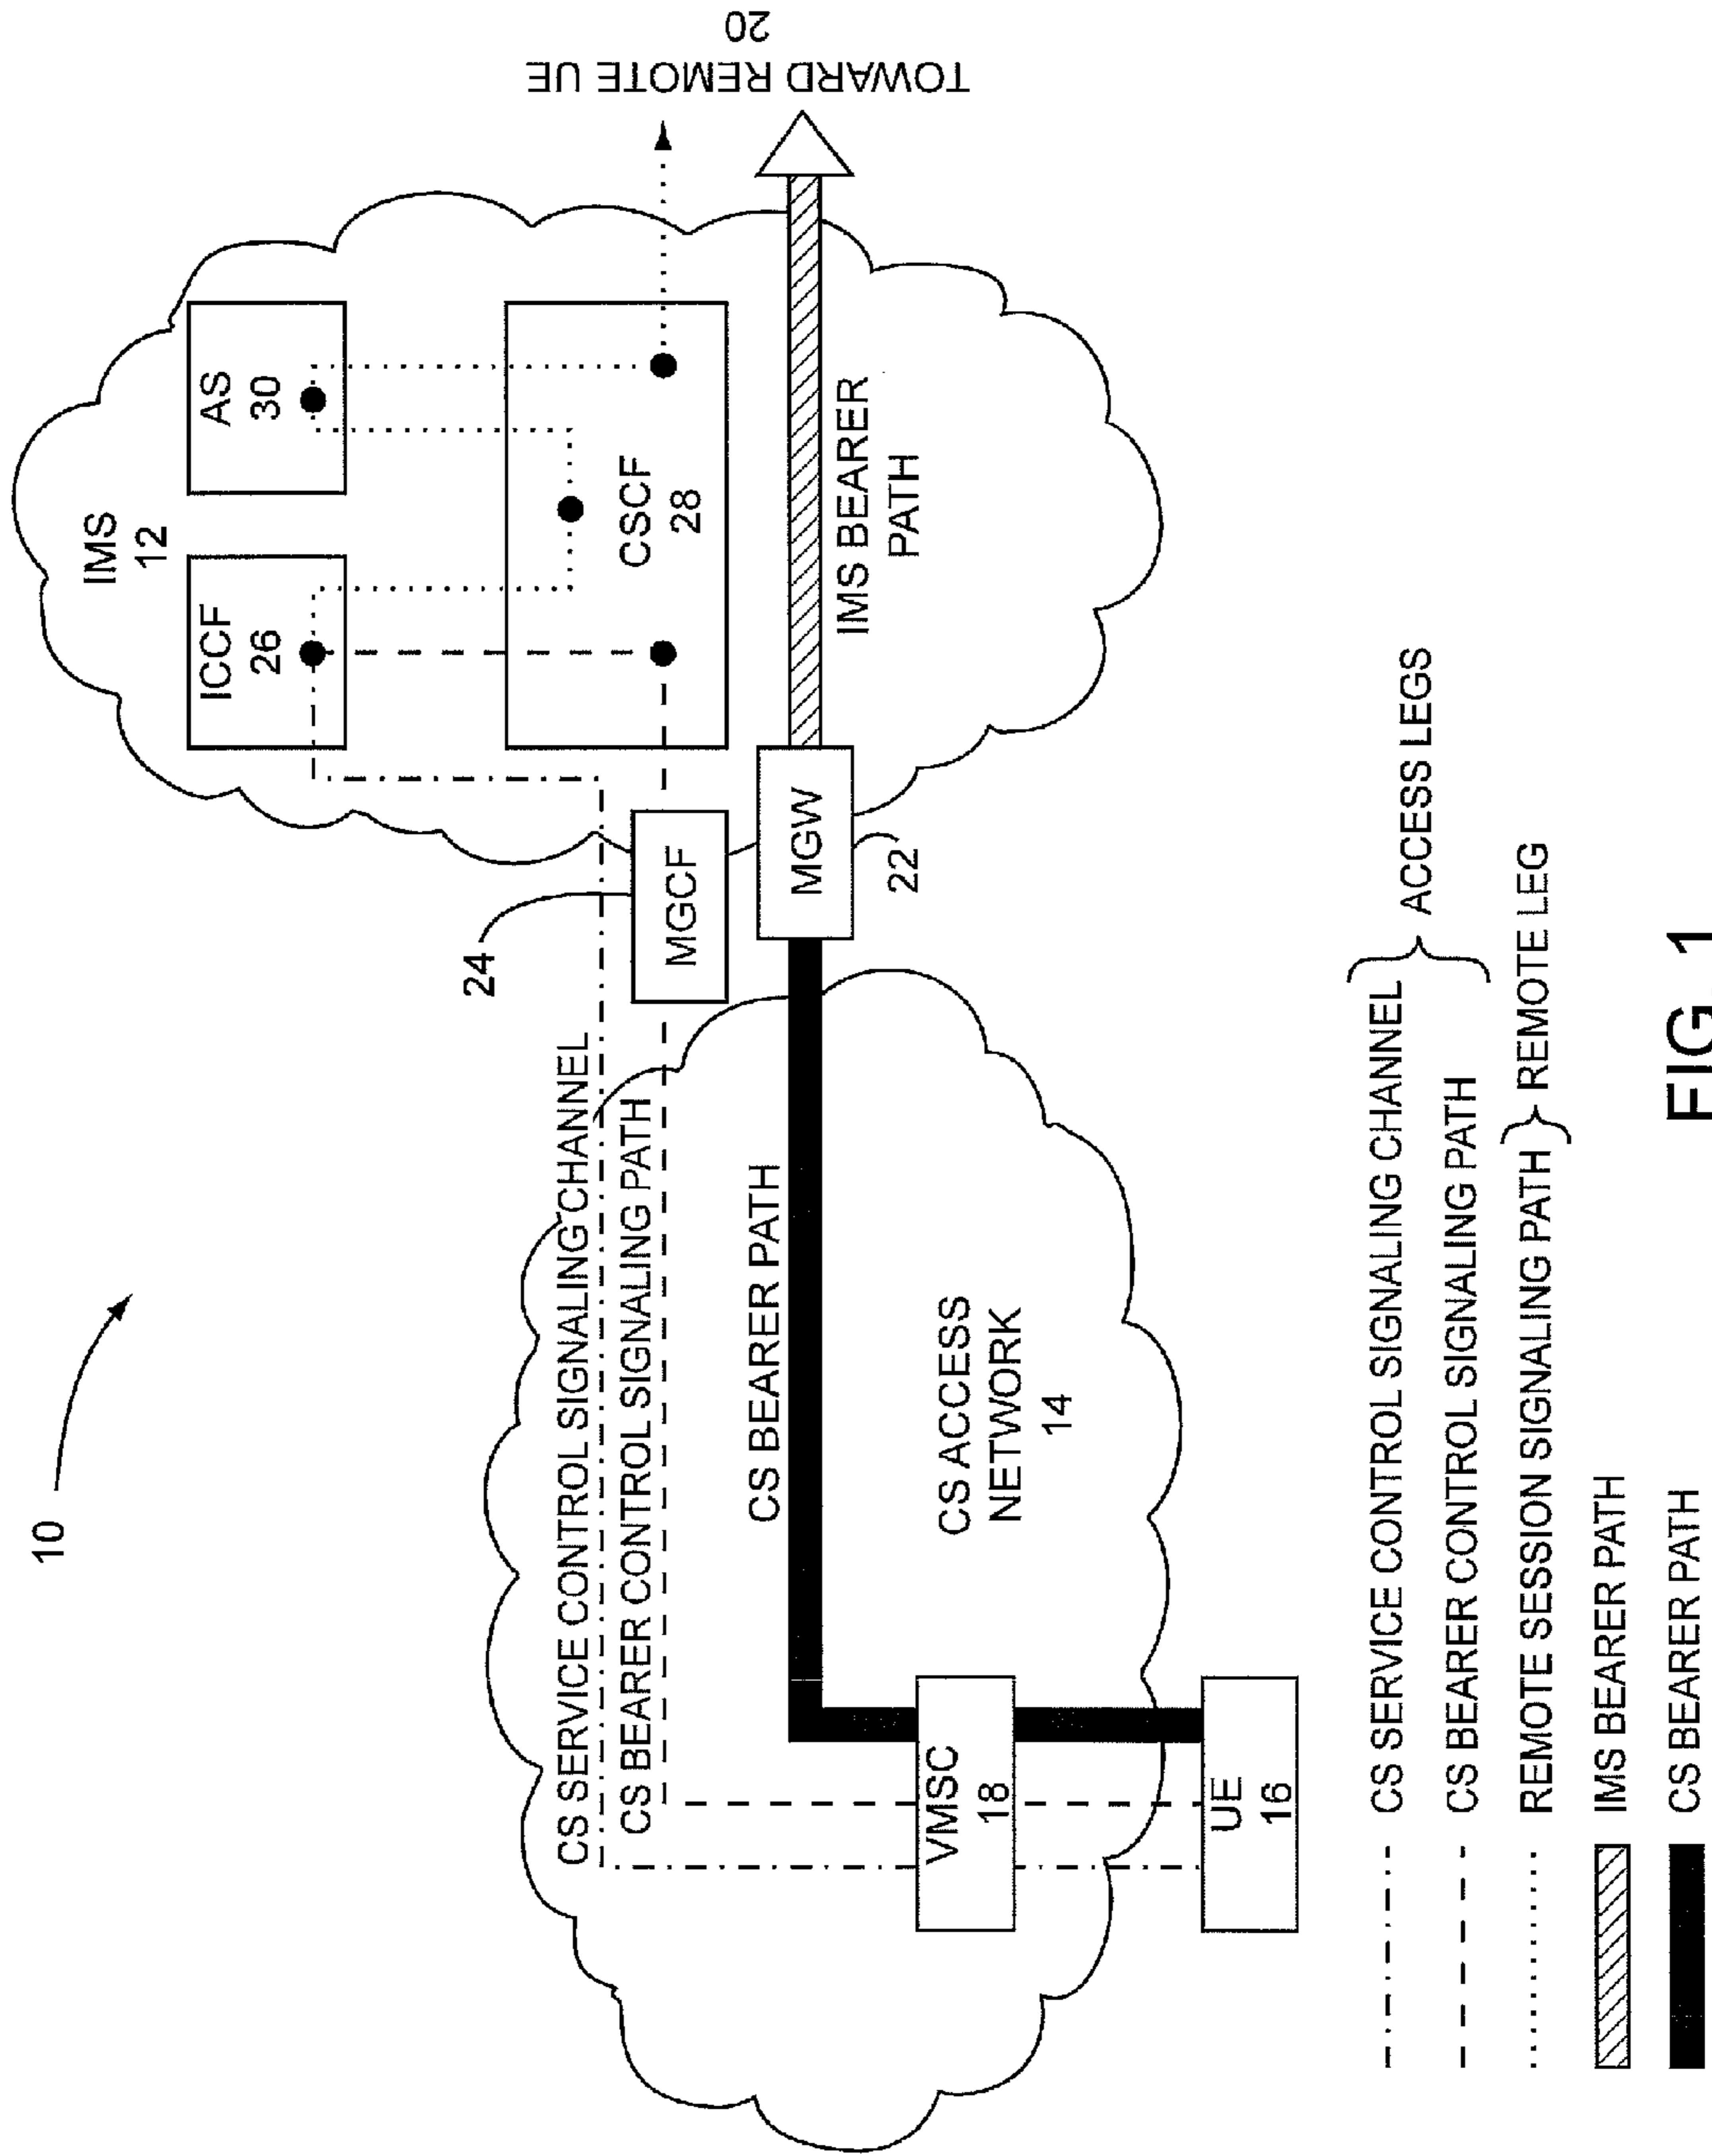 10
IMS
12
ICCF
26
AS
30
CSCF
28
TOWARD REMOTE UE
20
24
MGCF
MGW
22
IMS BEARER
PATH
CS SERVICE CONTROL SIGNALING CHANNEL
CS BEARER CONTROL SIGNALING PATH
CS BEARER PATH
CS ACCESS
NETWORK
14
VMSC
18
UE
16
CS SERVICE CONTROL SIGNALING CHANNEL
CS BEARER CONTROL SIGNALING PATH
ACCESS LEGS
REMOTE SESSION SIGNALING PATH
REMOTE LEG
IMS BEARER PATH
CS BEARER PATH
FIG. 1